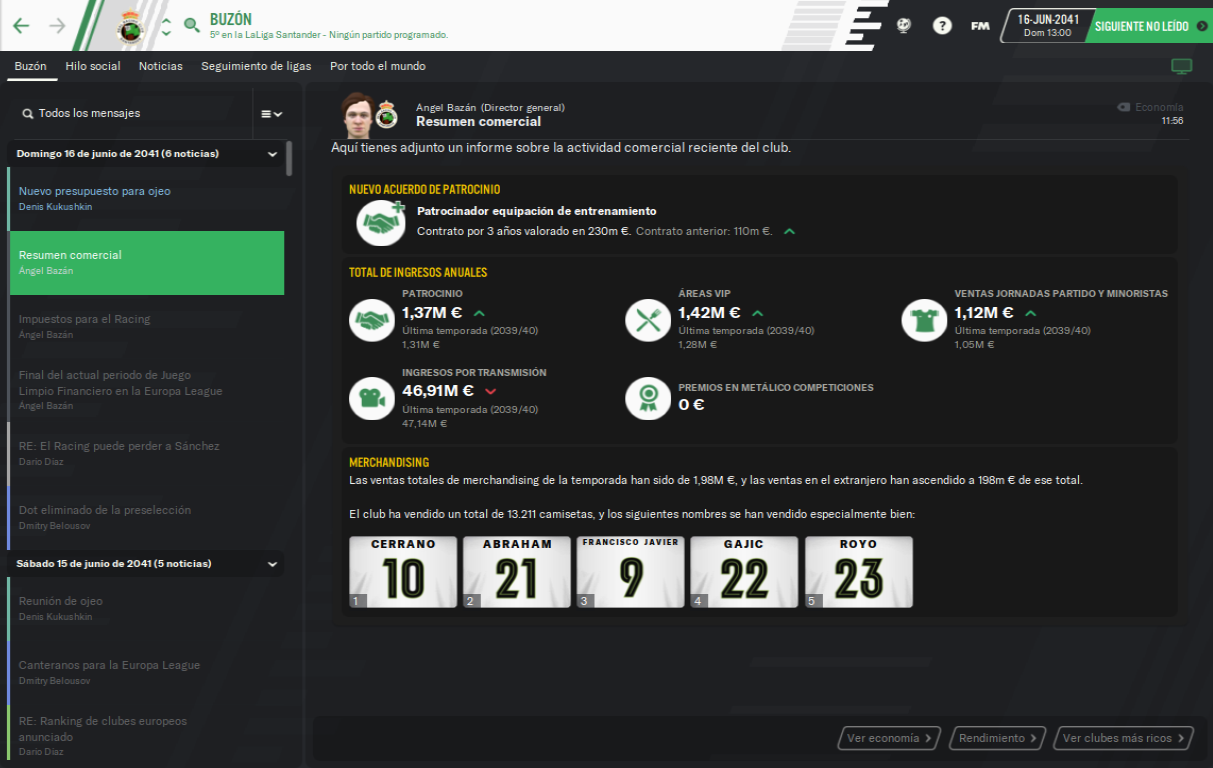 BUZÓN
5º en la LaLiga Santander - Ningún partido programado.
?
FM
16-JUN-2041
Dom 13:00
SIGUIENTE NO LEÍDO
Buzón
Hilo social
Noticias
Seguimiento de ligas
Por todo el mundo
Todos los mensajes
Domingo 16 de junio de 2041 (6 noticias)
Nuevo presupuesto para ojeo
Denis Kukushkin
Resumen comercial
Ángel Bazán
Impuestos para el Racing
Ángel Bazán
Final del actual periodo de Juego
Limpio Financiero en la Europa League
Ángel Bazán
RE: El Racing puede perder a Sánchez
Darío Díaz
Dot eliminado de la preselección
Dmitry Belousov
Sábado 15 de junio de 2041 (5 noticias)
Reunión de ojeo
Denis Kukushkin
Canteranos para la Europa League
Dmitry Belousov
RE: Ranking de clubes europeos
anunciado
Darío Díaz
Ángel Bazán (Director general)
Resumen comercial
Economía
11:56
Aquí tienes adjunto un informe sobre la actividad comercial reciente del club.
NUEVO ACUERDO DE PATROCINIO
Patrocinador equipación de entrenamiento
Contrato por 3 años valorado en 230m €. Contrato anterior: 110m €.
TOTAL DE INGRESOS ANUALES
PATROCINIO
1,37M €
Última temporada (2039/40)
1,31M €
ÁREAS VIP
1,42M €
Última temporada (2039/40)
1,28M €
VENTAS JORNADAS PARTIDO Y MINORISTAS
1,12M €
Última temporada (2039/40)
1,05M €
INGRESOS POR TRANSMISIÓN
46,91M €
Última temporada (2039/40)
47,14M €
PREMIOS EN METÁLICO COMPETICIONES
0 €
MERCHANDISING
Las ventas totales de merchandising de la temporada han sido de 1,98M €, y las ventas en el extranjero han ascendido a 198m € de ese total.
El club ha vendido un total de 13.211 camisetas, y los siguientes nombres se han vendido especialmente bien:
CERRANO
10
1
ABRAHAM
21
2
FRANCISCO JAVIER
9
3
GAJIC
22
4
ROYO
23
5
Ver economía
Rendimiento
Ver clubes más ricos